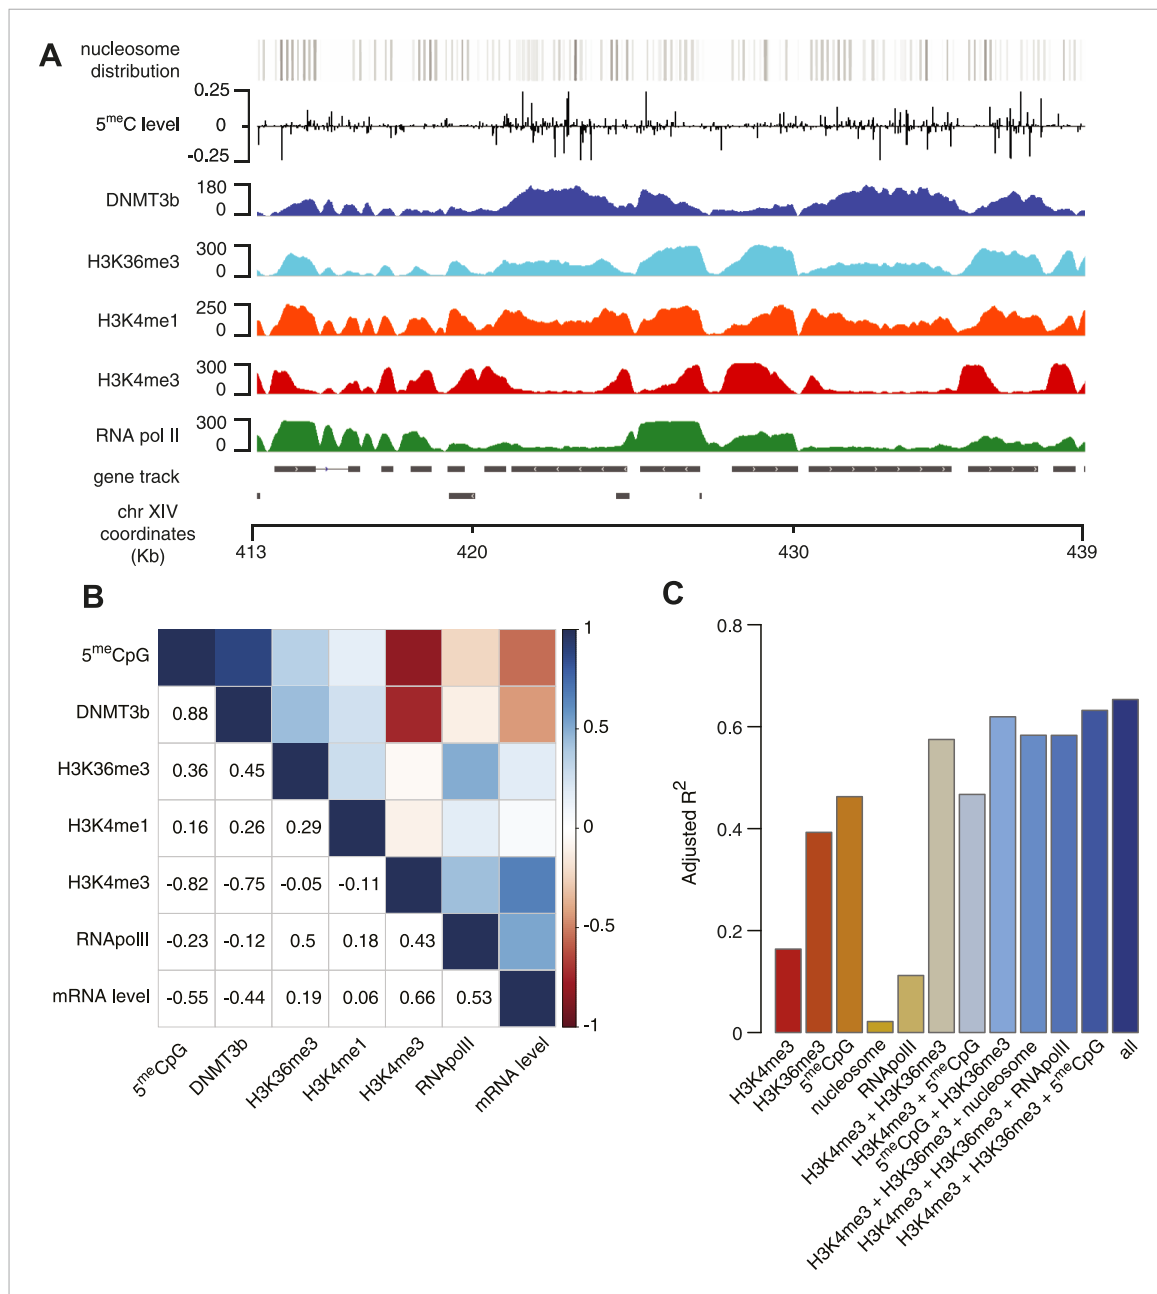 A
nucleosome
distribution
0.25
5meC level
0
-0.25
180
DNMT3b
0
300
H3K36me3
0
250
H3K4me1
0
300
H3K4me3
0
300
RNA pol II
0
gene track
chr XIV
coordinates
(Kb)
413
420
430
439
B
5meCpG
DNMT3b
0.88
H3K36me3
0.36 0.45
H3K4me1
0.16 0.26 0.29
H3K4me3
-0.82 -0.75 -0.05 -0.11
RNApolII
-0.23 -0.12 0.5 0.18 0.43
mRNA level
-0.55 -0.44 0.19 0.06 0.66 0.53
5meCpG
DNMT3b
H3K36me3
H3K4me1
H3K4me3
RNApolII
mRNA level
1
0.5
0
-0.5
-1
C
0.8
0.6
0.4
0.2
0
Adjusted R2
H3K4me3
H3K36me3
5meCpG
nucleosome
RNApolII
H3K4me3 + H3K36me3
H3K4me3 + 5meCpG
5meCpG + H3K36me3
H3K4me3 + H3K36me3 + nucleosome
H3K4me3 + H3K36me3 + RNApolII
H3K4me3 + H3K36me3 + 5meCpG
all